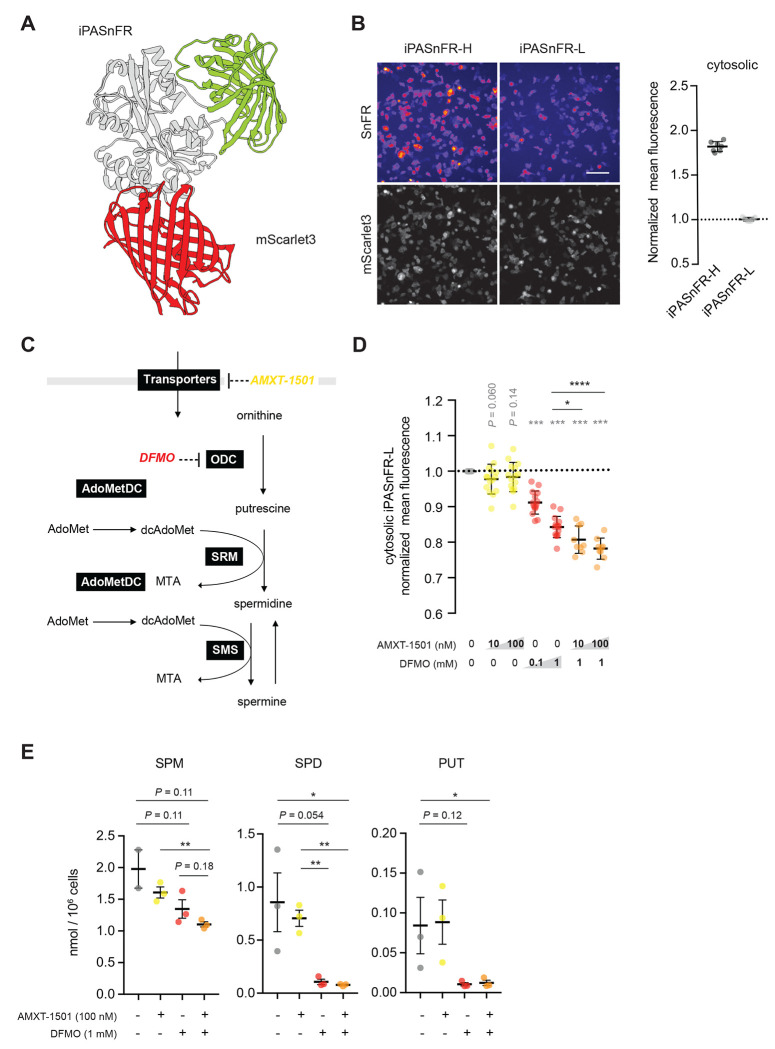 A
iPASnFR
mScarlet3
B
iPASnFR-H iPASnFR-L
SnFR
mScarlet3
cytosolic
Normalized mean fluorescence
2.5
2.0
1.5
1.0
0.5
iPASnFR-H
iPASnFR-L
C
Transporters
AMXT-1501
ornithine
DFMO
ODC
AdoMetDC
putrescine
AdoMet
dcAdoMet
SRM
AdoMetDC
MTA
spermidine
AdoMet
dcAdoMet
SMS
MTA
spermine
D
cytosolic iPASnFR-L
normalized mean fluorescence
P = 0.060
P = 0.14
****
*
*** *** *** ***
1.2
1.1
1.0
0.9
0.8
0.7
0.6
AMXT-1501 (nM) 0 10 100 0 0 10 100
DFMO (mM) 0 0 0 0.1 1 1 1
E
nmol / 10⁶ cells
SPM
P = 0.11
P = 0.11
**
P = 0.18
2.5
2.0
1.5
1.0
0.5
0.0
SPD
*
P = 0.054
**
**
1.5
1.0
0.5
0.0
PUT
*
P = 0.12
0.20
0.15
0.10
0.05
0.00
AMXT-1501 (100 nM) - + - + - + - + - + - +
DFMO (1 mM) - - + + - - + + - - + +